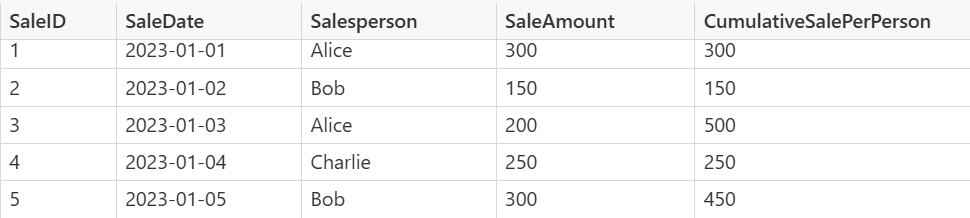 SaleID SaleDate Salesperson SaleAmount CumulativeSalePerPerson
1 2023-01-01 Alice 300 300
2 2023-01-02 Bob 150 150
3 2023-01-03 Alice 200 500
4 2023-01-04 Charlie 250 250
5 2023-01-05 Bob 300 450